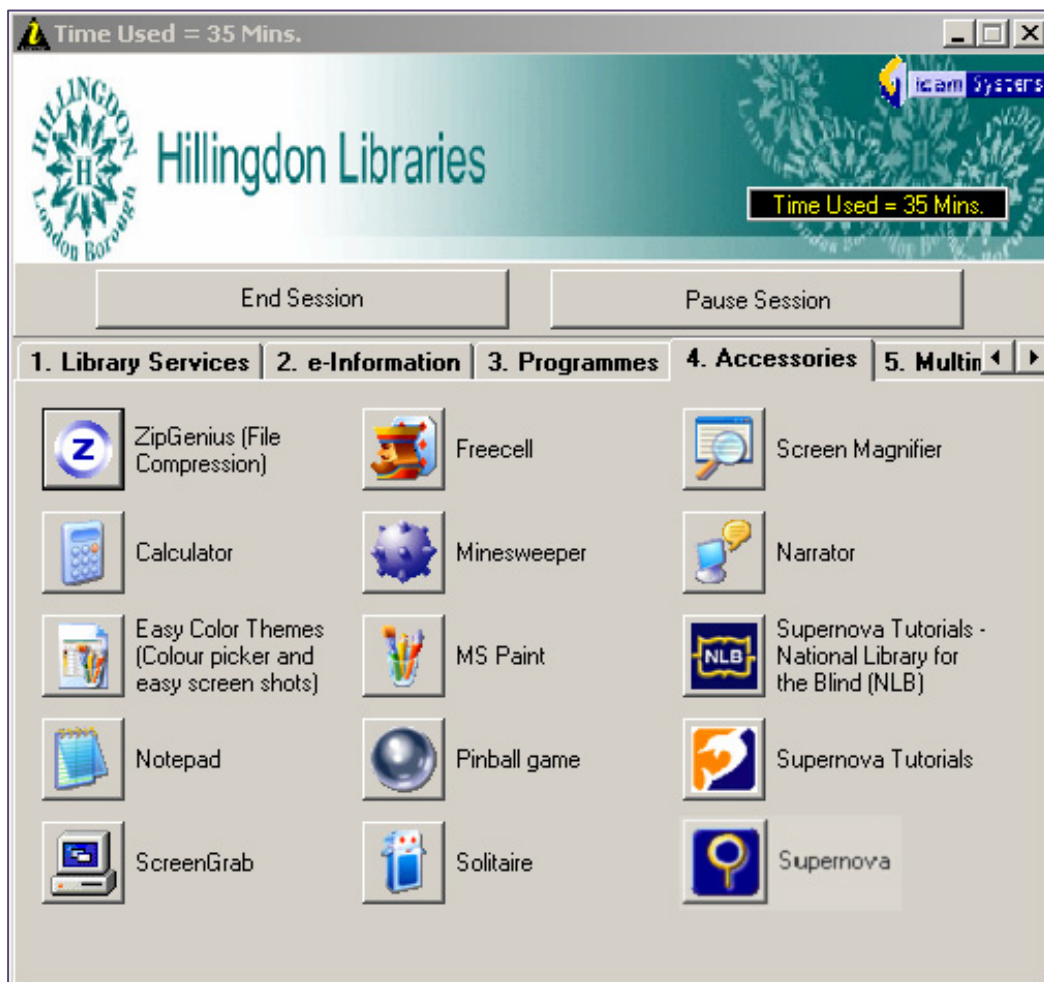 Time Used = 35 Mins.
HILLINGDON
H
London Borough
Hillingdon Libraries
Systems
Time Used = 35 Mins.
End Session
Pause Session
1. Library Services
2. e-Information
3. Programmes
4. Accessories
5. Multim
Z
ZipGenius (File
Compression)
Freecell
Screen Magnifier
Calculator
Minesweeper
Narrator
Easy Color Themes
(Colour picker and
easy screen shots)
MS Paint
NLB
Supernova Tutorials -
National Library for
the Blind (NLB)
Notepad
Pinball game
Supernova Tutorials
ScreenGrab
Solitaire
Supernova